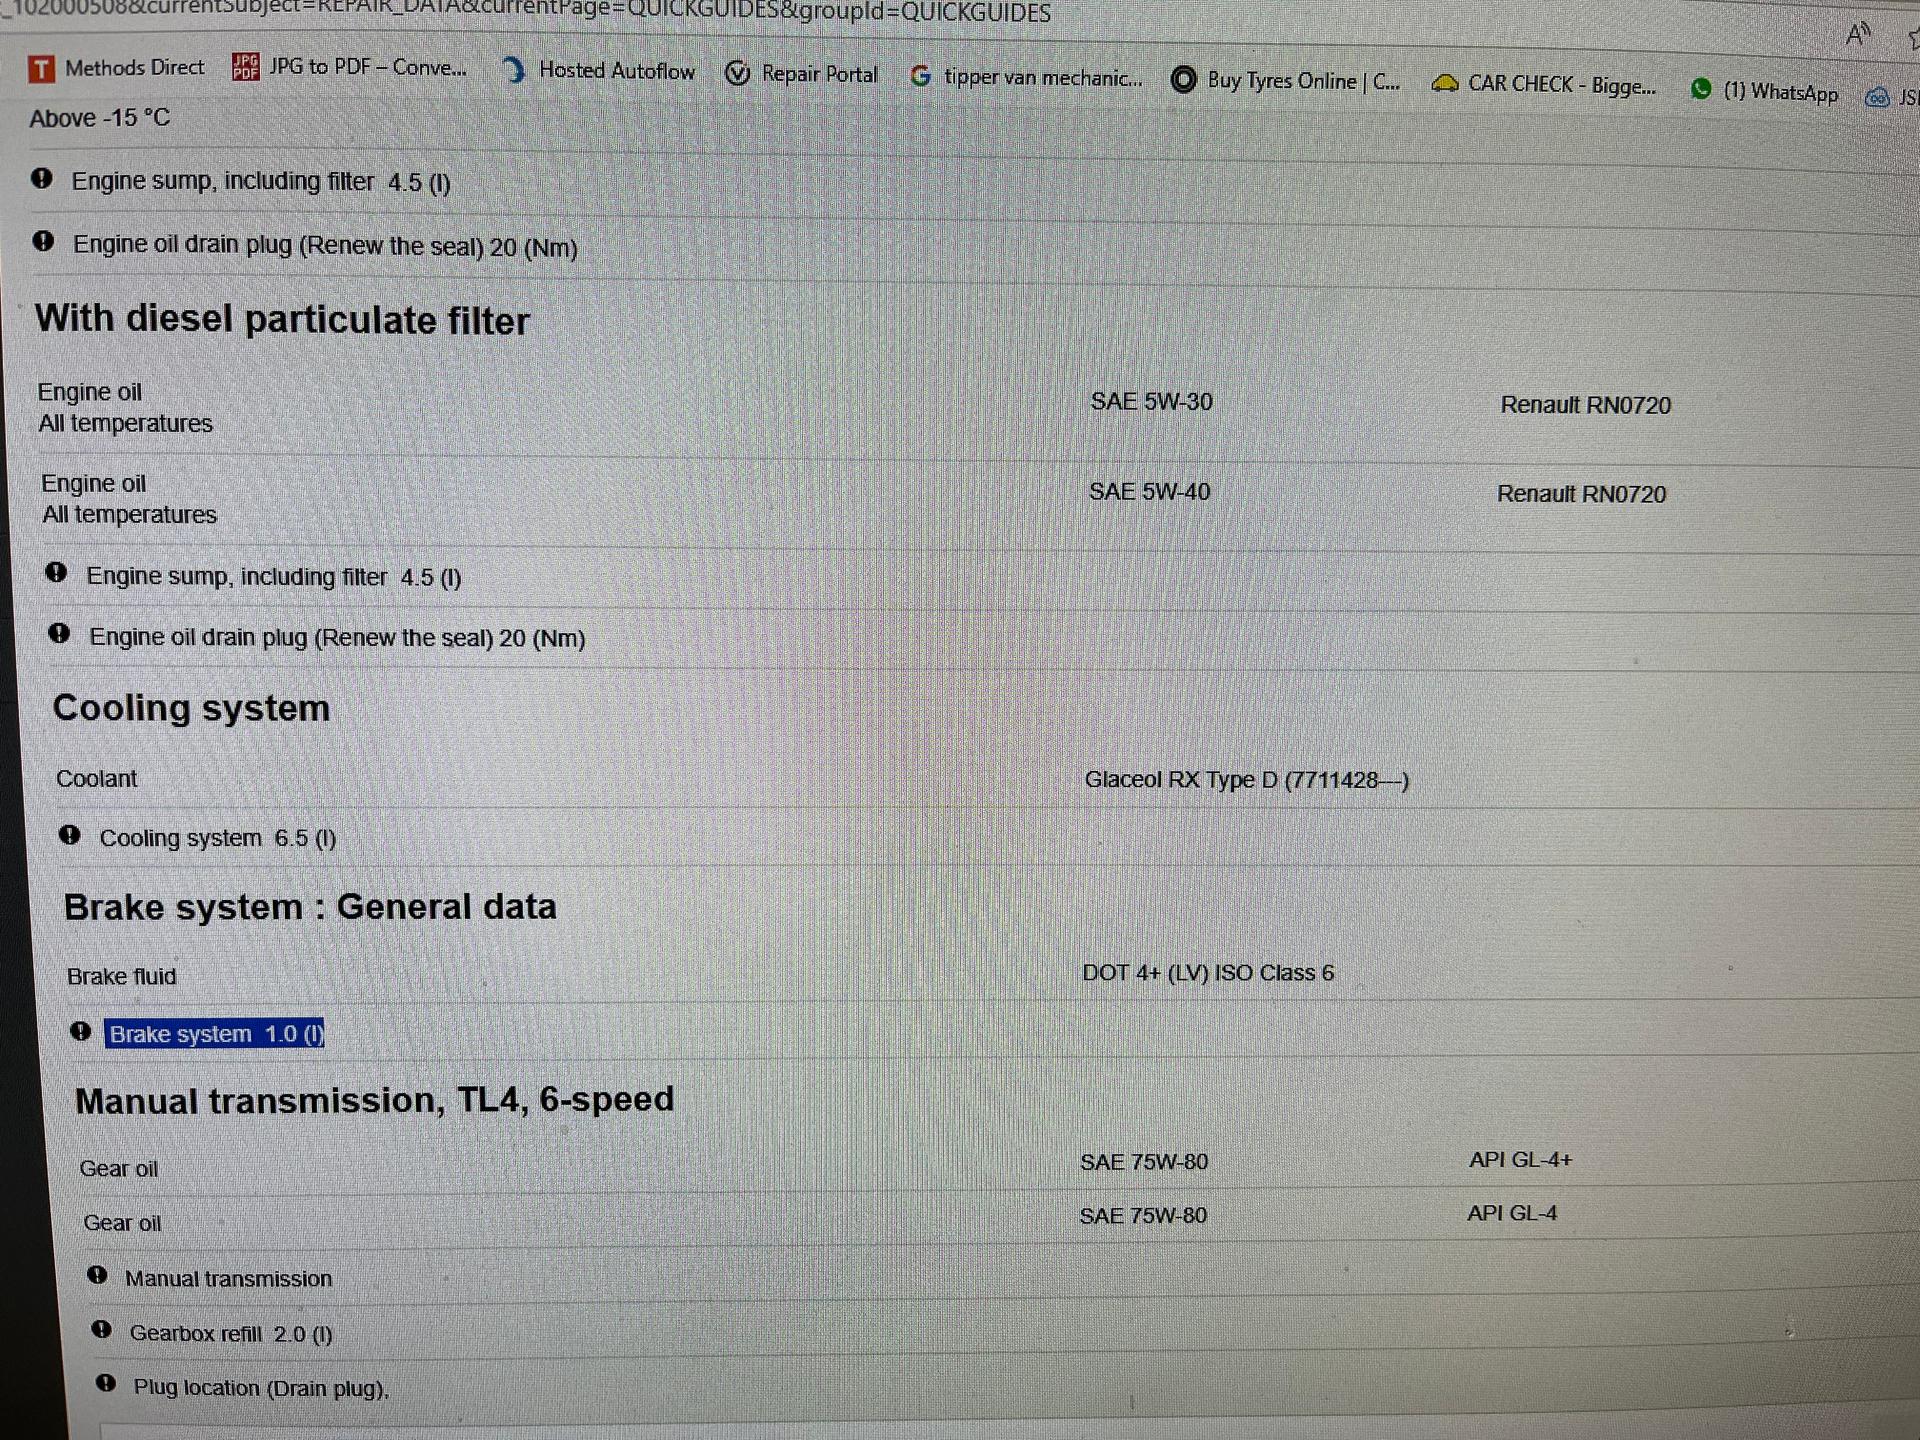 _102000508&currentSubject=REPAIR_DATA&currentPage=QUICKGUIDES&groupId=QUICKGUIDES
Methods Direct JPG to PDF – Conve... Hosted Autoflow Repair Portal tipper van mechanic... Buy Tyres Online | C... CAR CHECK - Bigge... (1) WhatsApp
Above -15 °C
Engine sump, including filter 4.5 (l)
Engine oil drain plug (Renew the seal) 20 (Nm)
With diesel particulate filter
Engine oil
All temperatures
SAE 5W-30
Renault RN0720
Engine oil
All temperatures
SAE 5W-40
Renault RN0720
Engine sump, including filter 4.5 (l)
Engine oil drain plug (Renew the seal) 20 (Nm)
Cooling system
Coolant Glaceol RX Type D (7711428---)
Cooling system 6.5 (l)
Brake system : General data
Brake fluid DOT 4+ (LV) ISO Class 6
Brake system 1.0 (l)
Manual transmission, TL4, 6-speed
Gear oil SAE 75W-80 API GL-4+
Gear oil SAE 75W-80 API GL-4
Manual transmission
Gearbox refill 2.0 (l)
Plug location (Drain plug),